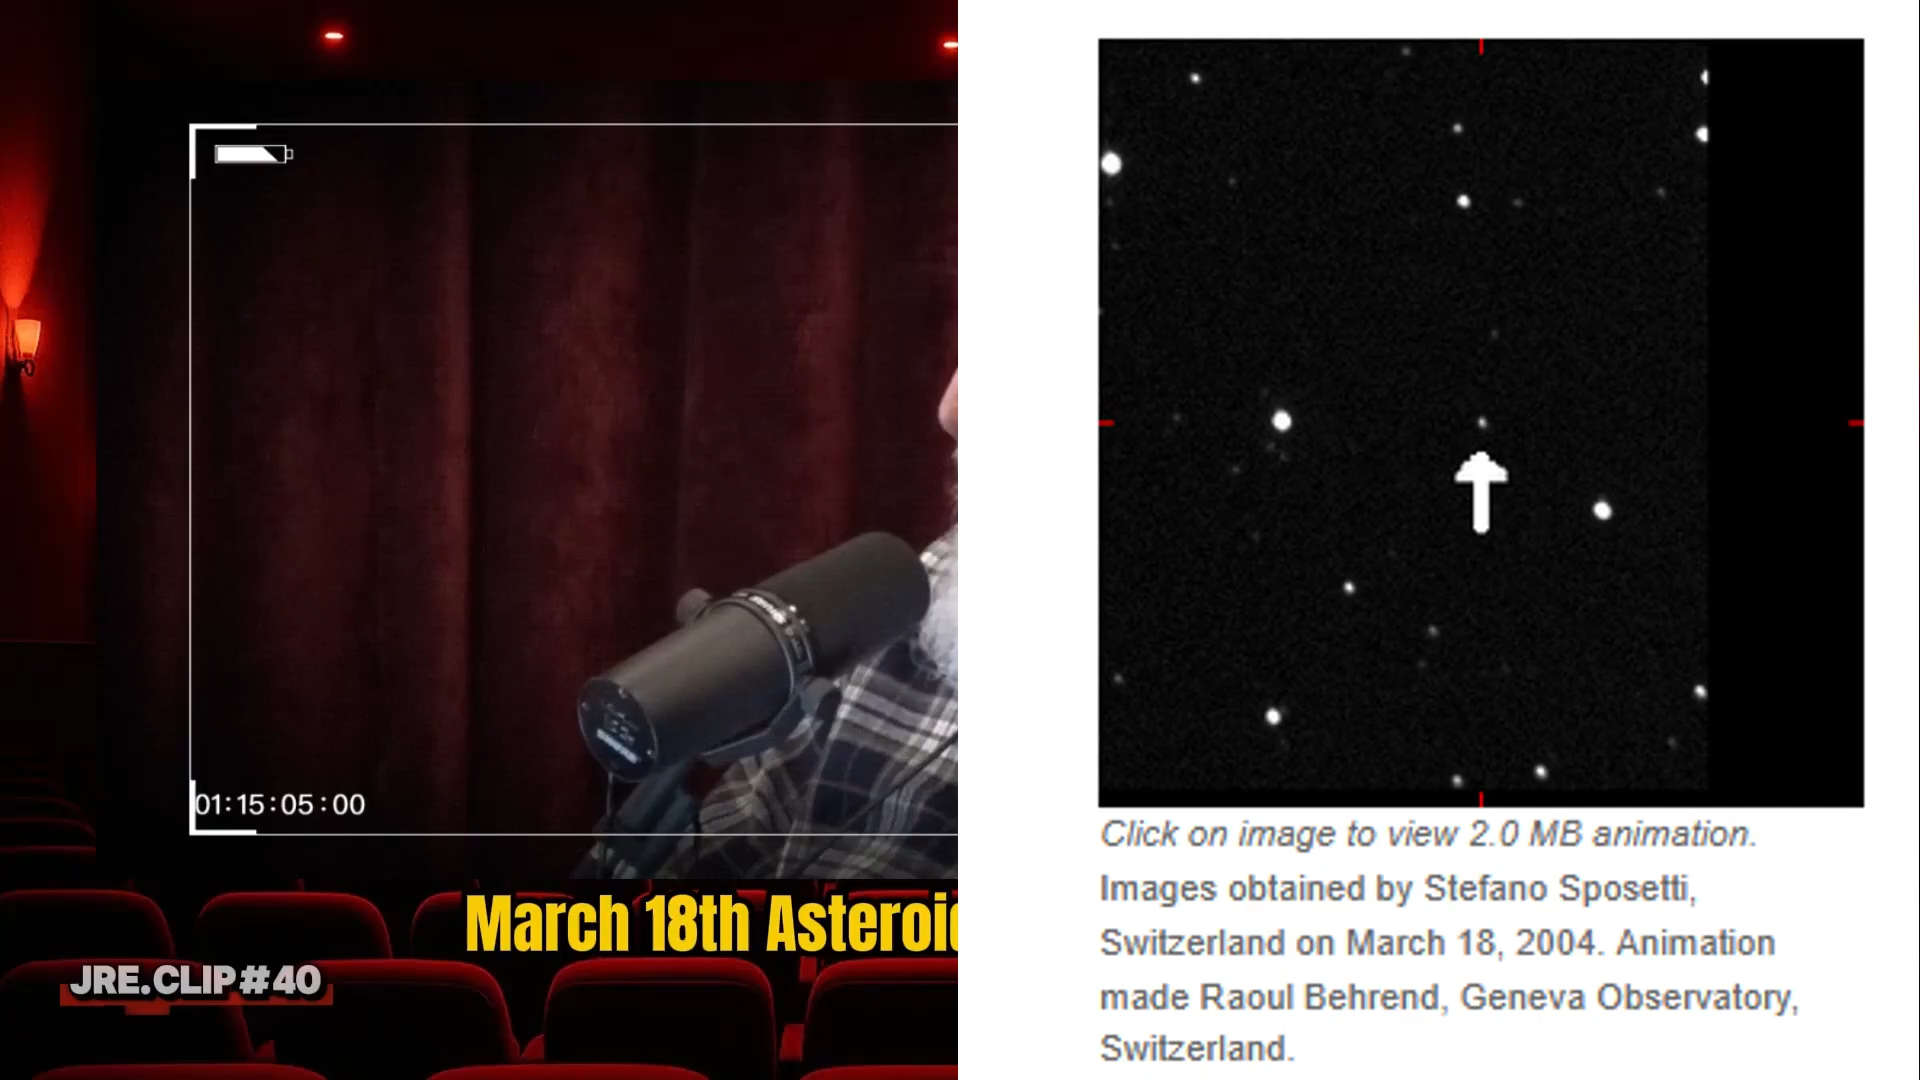 01:15:05:00
March 18th Asteroi
JRE.CLIP#40
Click on image to view 2.0 MB animation.
Images obtained by Stefano Sposetti,
Switzerland on March 18, 2004. Animation
made Raoul Behrend, Geneva Observatory,
Switzerland.